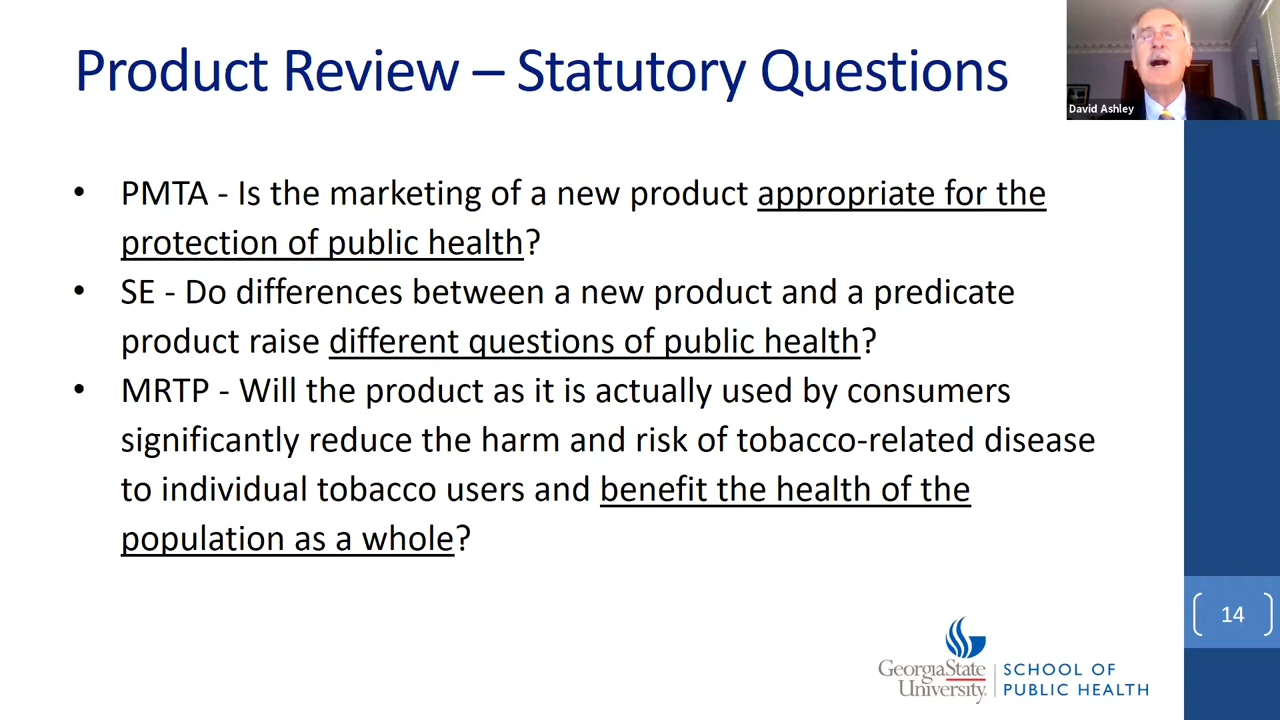 Product Review – Statutory Questions
David Ashley
• PMTA - Is the marketing of a new product appropriate for the
protection of public health?
• SE - Do differences between a new product and a predicate
product raise different questions of public health?
• MRTP - Will the product as it is actually used by consumers
significantly reduce the harm and risk of tobacco-related disease
to individual tobacco users and benefit the health of the
population as a whole?
14
GeorgiaState
University
SCHOOL OF
PUBLIC HEALTH